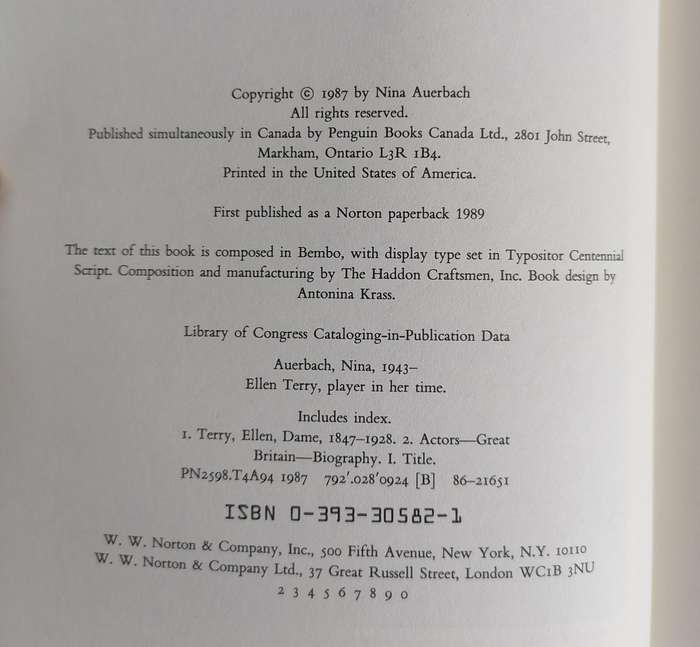 Copyright © 1987 by Nina Auerbach
All rights reserved.
Published simultaneously in Canada by Penguin Books Canada Ltd., 2801 John Street,
Markham, Ontario L3R 1B4.
Printed in the United States of America.
First published as a Norton paperback 1989
The text of this book is composed in Bembo, with display type set in Typositor Centennial
Script. Composition and manufacturing by The Haddon Craftsmen, Inc. Book design by
Antonina Krass.
Library of Congress Cataloging-in-Publication Data
Auerbach, Nina, 1943–
Ellen Terry, player in her time.
Includes index.
1. Terry, Ellen, Dame, 1847–1928. 2. Actors—Great
Britain—Biography. I. Title.
PN2598.T4A94 1987 792'.028'0924 [B] 86-21651
ISBN 0-393-30582-1
W. W. Norton & Company, Inc., 500 Fifth Avenue, New York, N.Y. 10110
W. W. Norton & Company Ltd., 37 Great Russell Street, London WC1B 3NU
2 3 4 5 6 7 8 9 0